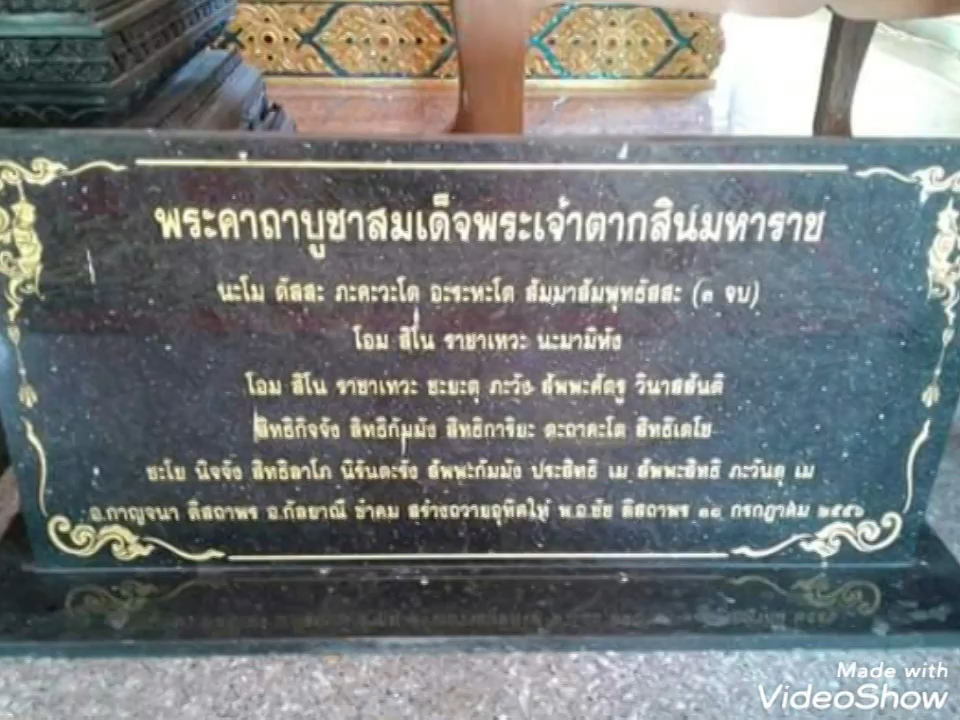 พระคาถาบูชาสมเด็จพระเจ้าตากสินมหาราช
นะโม ตัสสะ ภะคะวะโต อะระหะโต สัมมาสัมพุทธัสสะ (๓ จบ)
โอม สิโน ราชาเทวะ นะมามิหัง
โอม สิโน ราชาเทวะ ชะยะตุ ภะวัง สัพพะศัตรู วินาสสันติ
สิทธิกิจจัง สิทธิกัมมัง สิทธิการิยะ ตะถาคะโต สิทธิเตโช
ชะโย นิจจัง สิทธิลาโภ นิรันตะรัง สัพพะกัมมัง ประสิทธิ เม สัพพะสิทธิ ภะวันตุ เม
อ.กาญจนา ดิสถาพร อ.กัลยาณี ขำคม สร้างถวายอุทิศให้ พ.อ.ชัย ดิสถาพร กรกฎาคม ๒๕๕๖
Made with
VideoShow